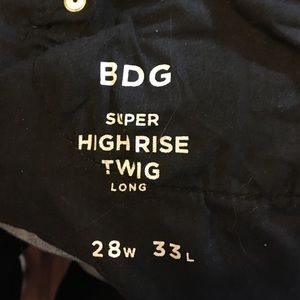 BDG
SUPER
HIGH RISE
TWIG
LONG
28W 33L